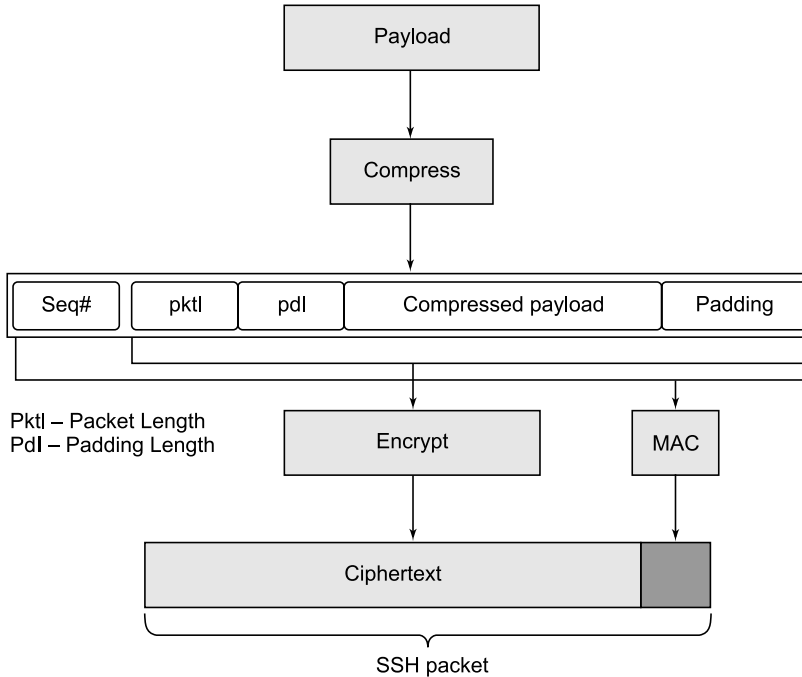 Payload
Compress
Seq#
pktl
pdl
Compressed payload
Padding
Pktl – Packet Length
Pdl – Padding Length
Encrypt
MAC
Ciphertext
SSH packet